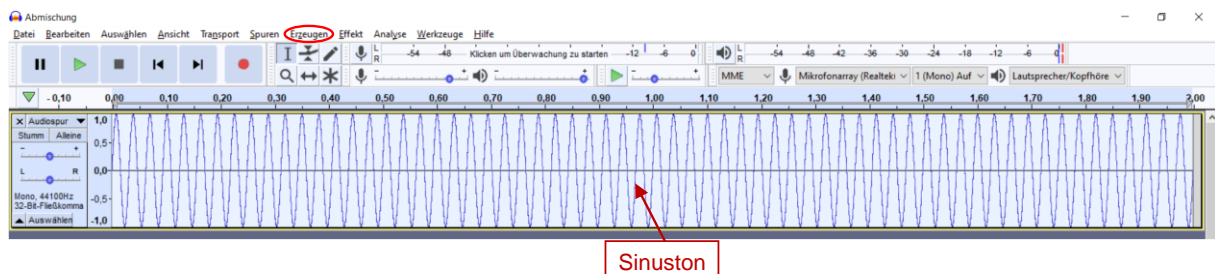 Abmischung
Datei Bearbeiten Auswählen Ansicht Transport Spuren Erzeugen Effekt Analyse Werkzeuge Hilfe
L R -54 -48 Klicken um Überwachung zu starten -12 -6 0 L R -54 -48 -42 -36 -30 -24 -18 -12 -6 0
- + - + - + MME Mikrofonarray (Realtek) 1 (Mono) Auf Lautsprecher/Kopfhöre
- 0,10 0,00 0,10 0,20 0,30 0,40 0,50 0,60 0,70 0,80 0,90 1,00 1,10 1,20 1,30 1,40 1,50 1,60 1,70 1,80 1,90 2,00
× Audiospur 1,0
Stumm Alleine 0,5
- +
L R 0,0
Mono, 44100Hz
32-Bit-Fließkomma -0,5
Auswählen -1,0
Sinuston